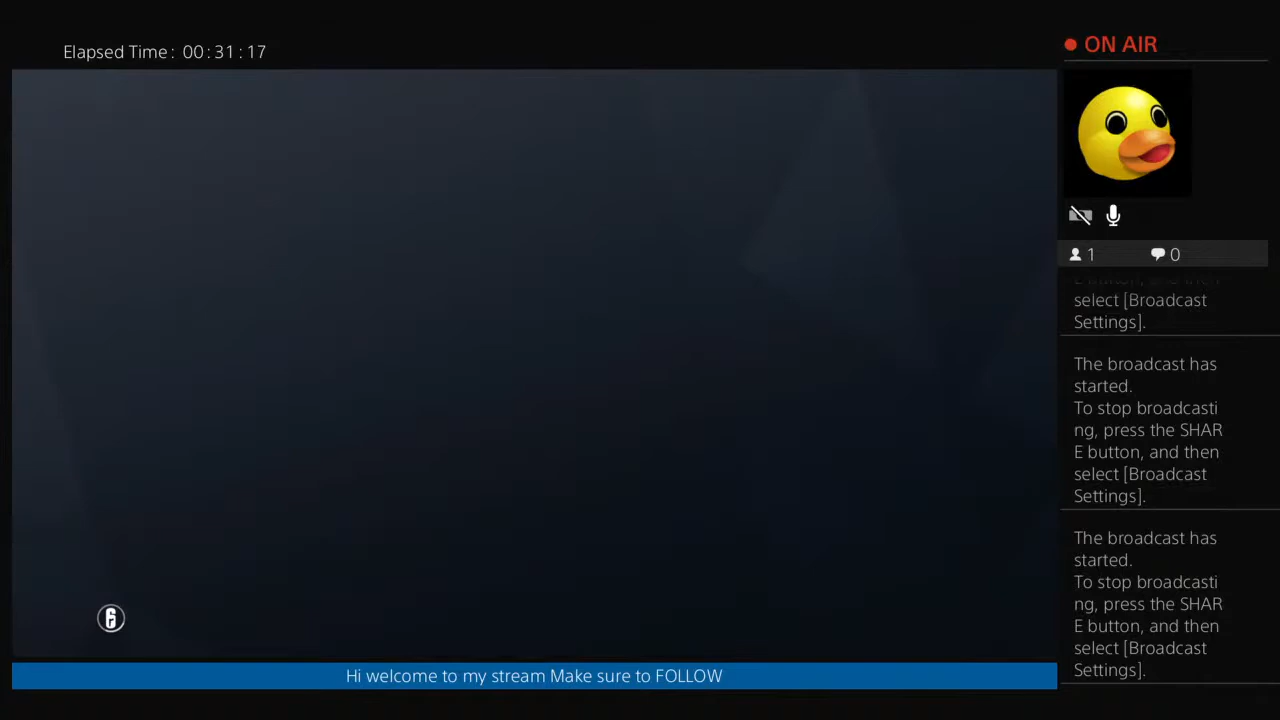 Elapsed Time: 00:31:17
ON AIR
1 0
select [Broadcast
Settings].
The broadcast has
started.
To stop broadcasti
ng, press the SHAR
E button, and then
select [Broadcast
Settings].
The broadcast has
started.
To stop broadcasti
ng, press the SHAR
E button, and then
select [Broadcast
Settings].
6
Hi welcome to my stream Make sure to FOLLOW